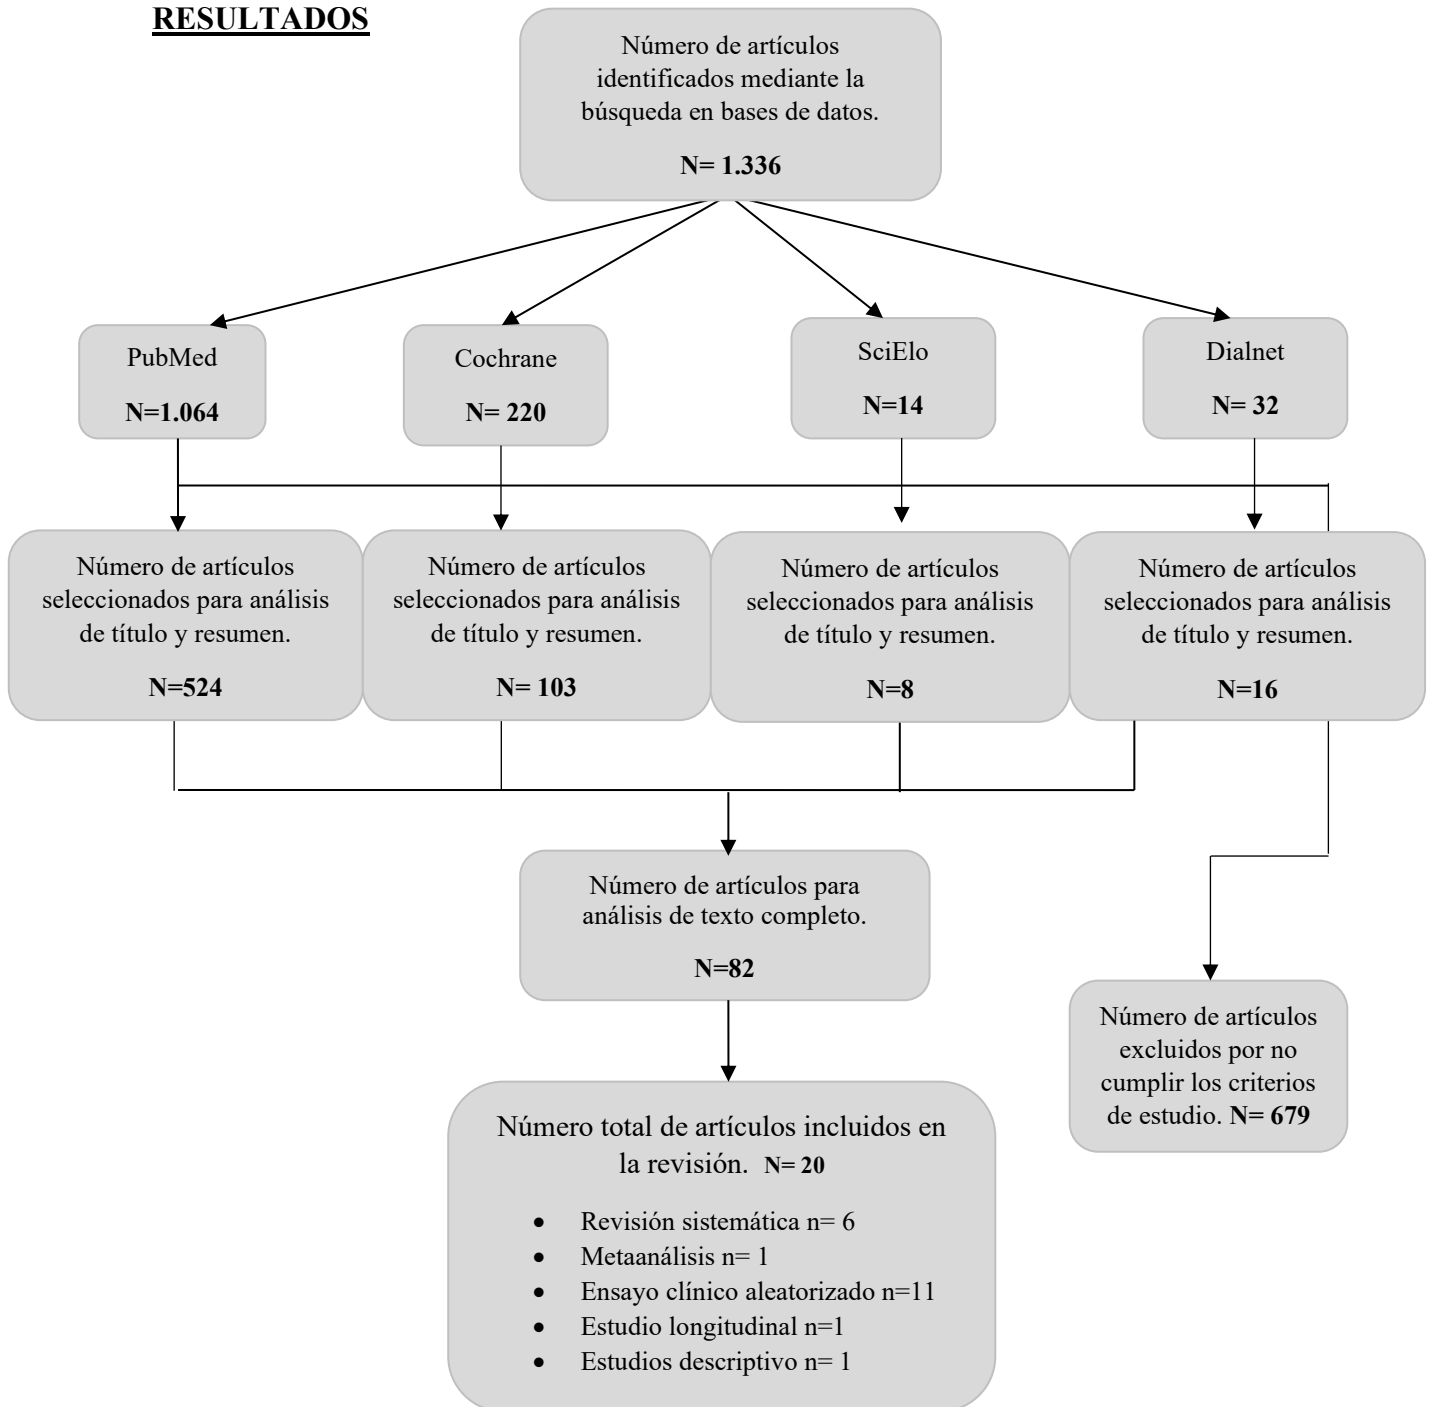 RESULTADOS
Número de artículos
identificados mediante la
búsqueda en bases de datos.
N= 1.336
PubMed
N=1.064
Cochrane
N= 220
SciElo
N=14
Dialnet
N= 32
Número de artículos
seleccionados para análisis
de título y resumen.
N=524
Número de artículos
seleccionados para análisis
de título y resumen.
N= 103
Número de artículos
seleccionados para análisis
de título y resumen.
N=8
Número de artículos
seleccionados para análisis
de título y resumen.
N=16
Número de artículos para
análisis de texto completo.
N=82
Número de artículos
excluidos por no
cumplir los criterios
de estudio. N= 679
Número total de artículos incluidos en
la revisión. N= 20
• Revisión sistemática n= 6
• Metaanálisis n= 1
• Ensayo clínico aleatorizado n=11
• Estudio longitudinal n=1
• Estudios descriptivo n= 1